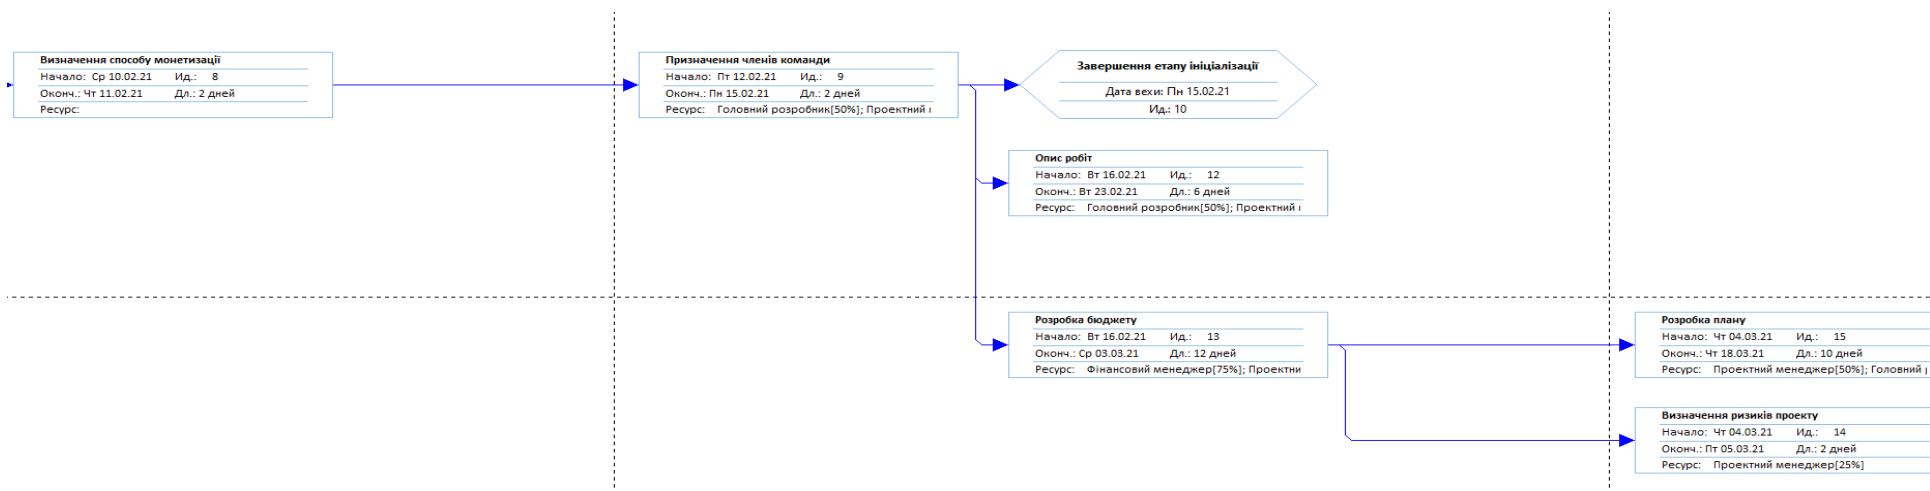 Визначення способу монетизації
Начало: Ср 10.02.21 Ид.: 8
Оконч.: Чт 11.02.21 Дл.: 2 дней
Ресурс:
Призначення членів команди
Начало: Пт 12.02.21 Ид.: 9
Оконч.: Пн 15.02.21 Дл.: 2 дней
Ресурс: Головний розробник[50%]; Проектний
Завершення етапу ініціалізації
Дата вехи: Пн 15.02.21
Ид.: 10
Опис робіт
Начало: Вт 16.02.21 Ид.: 12
Оконч.: Вт 23.02.21 Дл.: 6 дней
Ресурс: Головний розробник[50%]; Проектний
Розробка бюджету
Начало: Вт 16.02.21 Ид.: 13
Оконч.: Ср 03.03.21 Дл.: 12 дней
Ресурс: Фінансовий менеджер[75%]; Проектни
Розробка плану
Начало: Чт 04.03.21 Ид.: 15
Оконч.: Чт 18.03.21 Дл.: 10 дней
Ресурс: Проектний менеджер[50%]; Головний
Визначення ризиків проекту
Начало: Чт 04.03.21 Ид.: 14
Оконч.: Пт 05.03.21 Дл.: 2 дней
Ресурс: Проектний менеджер[25%]